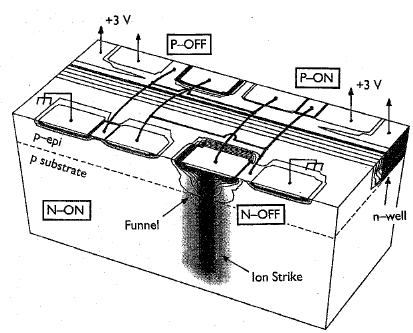 +3 V
P–OFF
P–ON
+3 V
p–epi
p substrate
N–ON
Funnel
N–OFF
n–well
Ion Strike